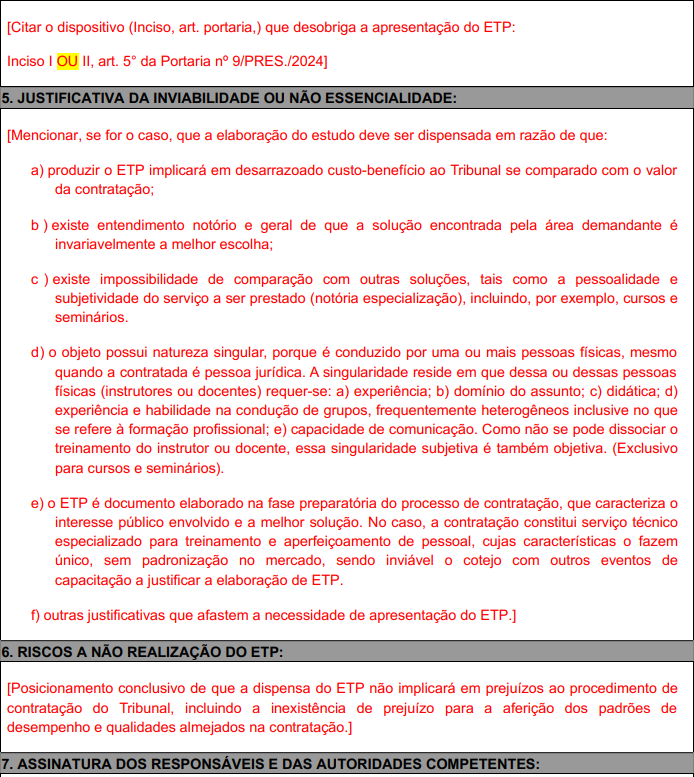 [Citar o dispositivo (Inciso, art. portaria,) que desobriga a apresentação do ETP:
Inciso I OU II, art. 5° da Portaria nº 9/PRES./2024]
5. JUSTIFICATIVA DA INVIABILIDADE OU NÃO ESSENCIALIDADE:
[Mencionar, se for o caso, que a elaboração do estudo deve ser dispensada em razão de que:
a) produzir o ETP implicará em desarrazoado custo-benefício ao Tribunal se comparado com o valor
da contratação;
b ) existe entendimento notório e geral de que a solução encontrada pela área demandante é
invariavelmente a melhor escolha;
c ) existe impossibilidade de comparação com outras soluções, tais como a pessoalidade e
subjetividade do serviço a ser prestado (notória especialização), incluindo, por exemplo, cursos e
seminários.
d) o objeto possui natureza singular, porque é conduzido por uma ou mais pessoas físicas, mesmo
quando a contratada é pessoa jurídica. A singularidade reside em que dessa ou dessas pessoas
físicas (instrutores ou docentes) requer-se: a) experiência; b) domínio do assunto; c) didática; d)
experiência e habilidade na condução de grupos, frequentemente heterogêneos inclusive no que
se refere à formação profissional; e) capacidade de comunicação. Como não se pode dissociar o
treinamento do instrutor ou docente, essa singularidade subjetiva é também objetiva. (Exclusivo
para cursos e seminários).
e) o ETP é documento elaborado na fase preparatória do processo de contratação, que caracteriza o
interesse público envolvido e a melhor solução. No caso, a contratação constitui serviço técnico
especializado para treinamento e aperfeiçoamento de pessoal, cujas características o fazem
único, sem padronização no mercado, sendo inviável o cotejo com outros eventos de
capacitação a justificar a elaboração de ETP.
f) outras justificativas que afastem a necessidade de apresentação do ETP.]
6. RISCOS A NÃO REALIZAÇÃO DO ETP:
[Posicionamento conclusivo de que a dispensa do ETP não implicará em prejuízos ao procedimento de
contratação do Tribunal, incluindo a inexistência de prejuízo para a aferição dos padrões de
desempenho e qualidades almejados na contratação.]
7. ASSINATURA DOS RESPONSÁVEIS E DAS AUTORIDADES COMPETENTES: